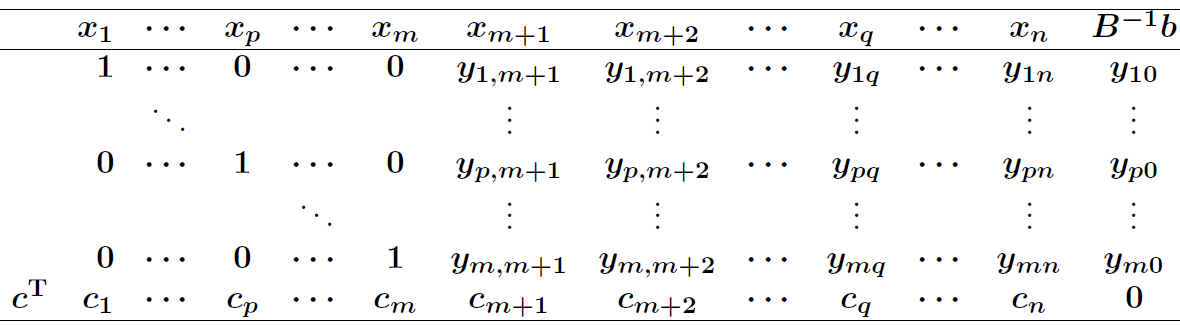 x₁ ⋯ x_p ⋯ x_m x_{m+1} x_{m+2} ⋯ x_q ⋯ x_n B⁻¹b
1 ⋯ 0 ⋯ 0 y_{1,m+1} y_{1,m+2} ⋯ y_{1q} ⋯ y_{1n} y_{10}
⋱ ⋮ ⋮ ⋮ ⋮ ⋮
0 ⋯ 1 ⋯ 0 y_{p,m+1} y_{p,m+2} ⋯ y_{pq} ⋯ y_{pn} y_{p0}
⋱ ⋮ ⋮ ⋮ ⋮ ⋮
0 ⋯ 0 ⋯ 1 y_{m,m+1} y_{m,m+2} ⋯ y_{mq} ⋯ y_{mn} y_{m0}
c^T c₁ ⋯ c_p ⋯ c_m c_{m+1} c_{m+2} ⋯ c_q ⋯ c_n 0